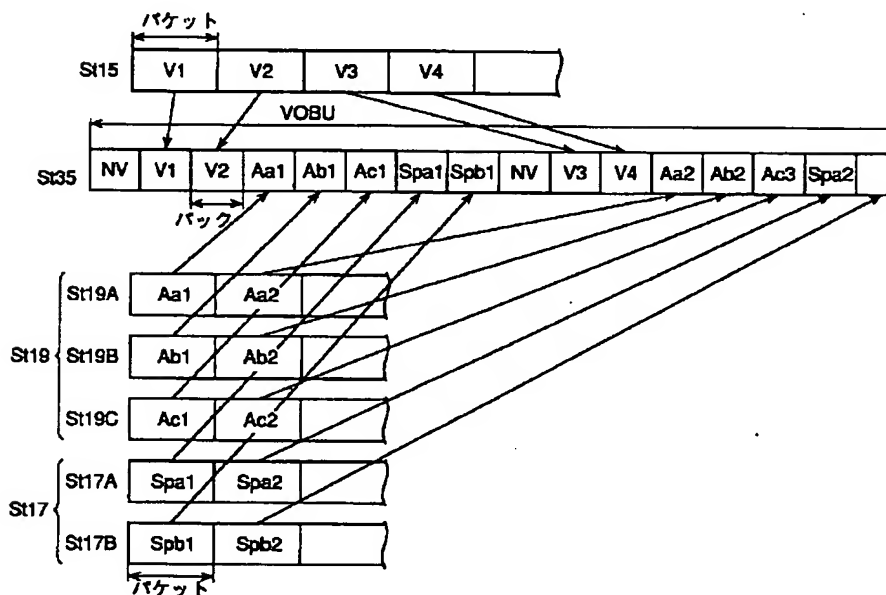 パケット
St15 V1 V2 V3 V4
VOBU
St35 NV V1 V2 Aa1 Ab1 Ac1 Spa1 Spb1 NV V3 V4 Aa2 Ab2 Ac3 Spa2
パック
St19A Aa1 Aa2
St19 St19B Ab1 Ab2
St19C Ac1 Ac2
St17A Spa1 Spa2
St17
St17B Spb1 Spb2
パケット